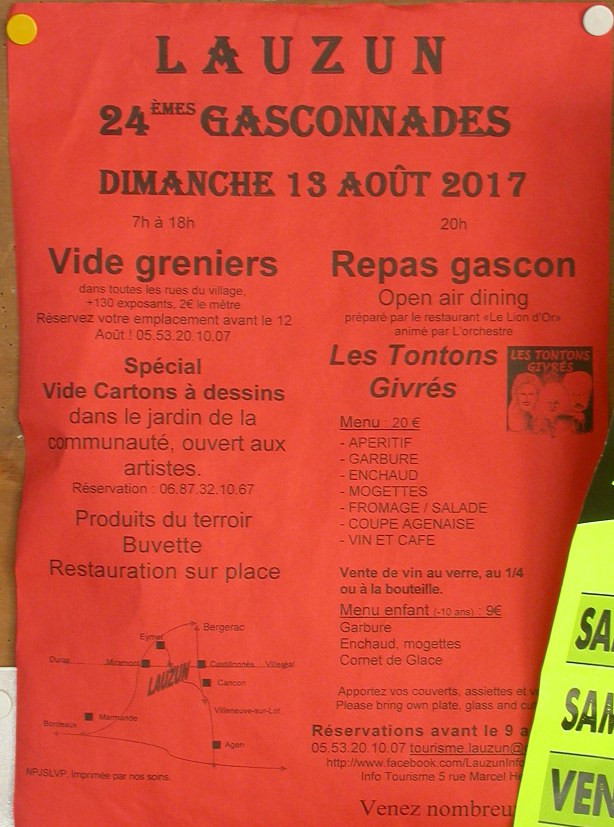 LAUZUN
24ÈMES GASCONNADES
DIMANCHE 13 AOÛT 2017
7h à 18h
Vide greniers
dans toutes les rues du village,
+130 exposants, 2€ le mètre
Réservez votre emplacement avant le 12
Août ! 05.53.20.10.07
Spécial
Vide Cartons à dessins
dans le jardin de la
communauté, ouvert aux
artistes.
Réservation : 06.87.32.10.67
Produits du terroir
Buvette
Restauration sur place
20h
Repas gascon
Open air dining
préparé par le restaurant «Le Lion d'Or»
animé par L'orchestre
Les Tontons
Givrés
LES TONTONS
GIVRÉS
Menu : 20 €
- APERITIF
- GARBURE
- ENCHAUD
- MOGETTES
- FROMAGE / SALADE
- COUPE AGENAISE
- VIN ET CAFE
Vente de vin au verre, au 1/4
ou à la bouteille.
Menu enfant (-10 ans) : 9€
Garbure
Enchaud, mogettes
Cornet de Glace
Apportez vos couverts, assiettes et
Please bring own plate, glass and
Réservations avant le 9
05.53.20.10.07 tourisme.lauzun@
http://www.facebook.com/LauzunInfo
Info Tourisme 5 rue Marcel
Venez
Bergerac
Eymet
Duras Miramont Castillonnès Villeréal
LAUZUN
Cancon
Villeneuve-sur-Lot
Marmande
Bordeaux
Agen
NPJSLVP. Imprimée par nos soins.
SAM
VEN